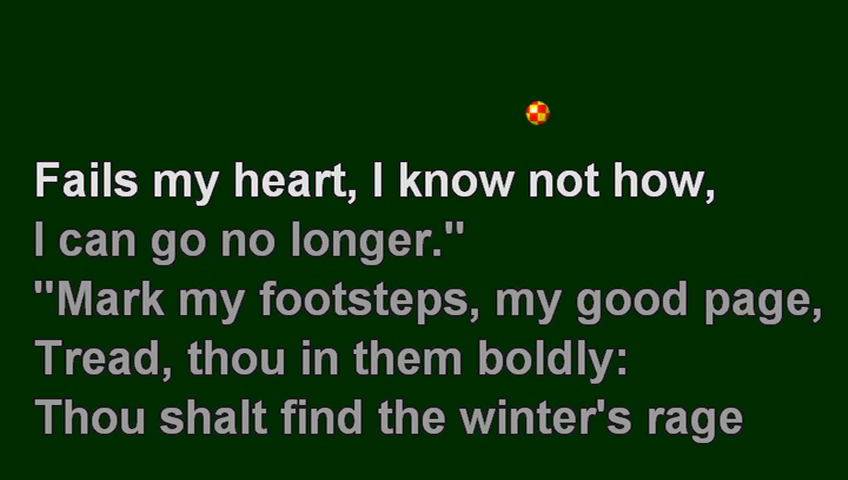 Fails my heart, I know not how,
I can go no longer."
"Mark my footsteps, my good page,
Tread, thou in them boldly:
Thou shalt find the winter's rage